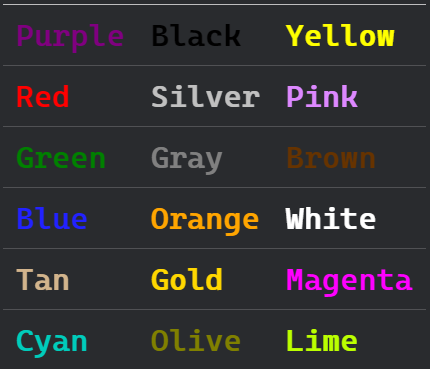 Purple Black Yellow
Red Silver Pink
Green Gray Brown
Blue Orange White
Tan Gold Magenta
Cyan Olive Lime